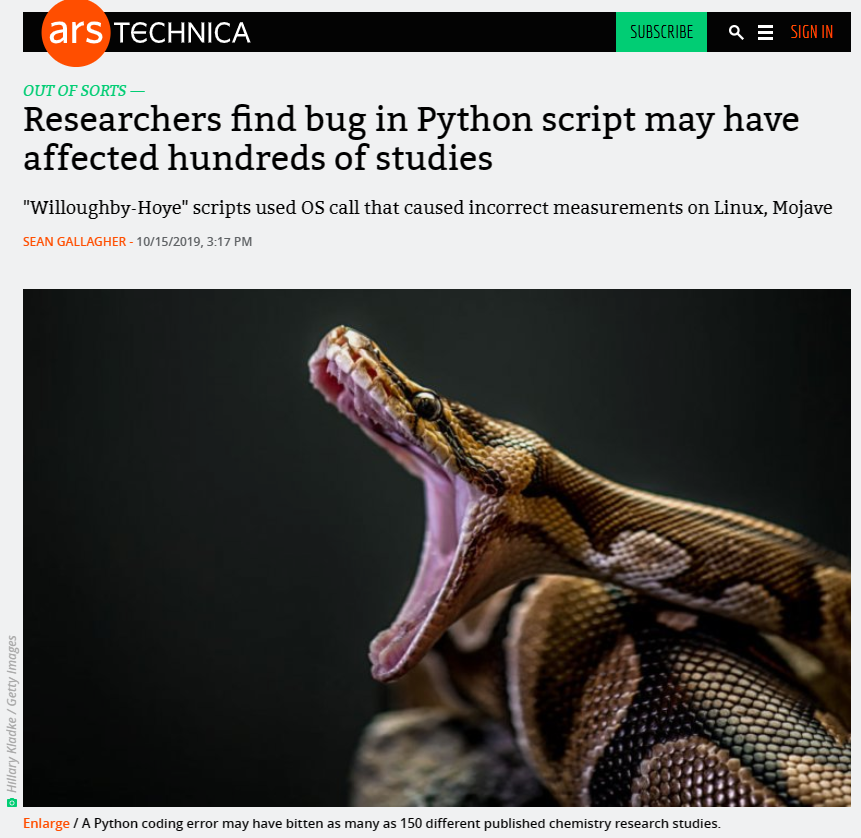 ars TECHNICA
SUBSCRIBE
SIGN IN
OUT OF SORTS —
Researchers find bug in Python script may have
affected hundreds of studies
"Willoughby-Hoye" scripts used OS call that caused incorrect measurements on Linux, Mojave
SEAN GALLAGHER - 10/15/2019, 3:17 PM
Hillary Kladke / Getty Images
Enlarge / A Python coding error may have bitten as many as 150 different published chemistry research studies.